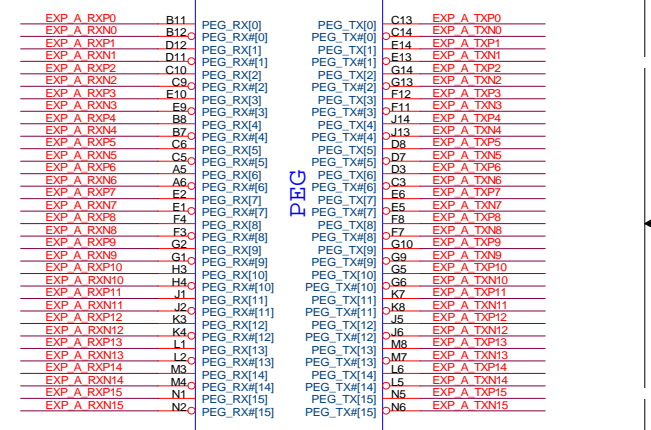 EXP_A_RXP0 B11 PEG_RX[0] PEG_TX[0] C13 EXP_A_TXP0
EXP_A_RXN0 B12 PEG_RX#[0] PEG_TX#[0] C14 EXP_A_TXN0
EXP_A_RXP1 D12 PEG_RX[1] PEG_TX[1] E14 EXP_A_TXP1
EXP_A_RXN1 D11 PEG_RX#[1] PEG_TX#[1] E13 EXP_A_TXN1
EXP_A_RXP2 C10 PEG_RX[2] PEG_TX[2] G14 EXP_A_TXP2
EXP_A_RXN2 C9 PEG_RX#[2] PEG_TX#[2] G13 EXP_A_TXN2
EXP_A_RXP3 E10 PEG_RX[3] PEG_TX[3] F12 EXP_A_TXP3
EXP_A_RXN3 E9 PEG_RX#[3] PEG_TX#[3] F11 EXP_A_TXN3
EXP_A_RXP4 B8 PEG_RX[4] PEG_TX[4] J14 EXP_A_TXP4
EXP_A_RXN4 B7 PEG_RX#[4] PEG_TX#[4] J13 EXP_A_TXN4
EXP_A_RXP5 C6 PEG_RX[5] PEG_TX[5] D8 EXP_A_TXP5
EXP_A_RXN5 C5 PEG_RX#[5] PEG_TX#[5] D7 EXP_A_TXN5
EXP_A_RXP6 A5 PEG_RX[6] PEG_TX[6] D3 EXP_A_TXP6
EXP_A_RXN6 A6 PEG_RX#[6] PEG_TX#[6] C3 EXP_A_TXN6
EXP_A_RXP7 E2 PEG_RX[7] PEG_TX[7] E6 EXP_A_TXP7
EXP_A_RXN7 E1 PEG_RX#[7] PEG_TX#[7] E5 EXP_A_TXN7
PEG
EXP_A_RXP8 F4 PEG_RX[8] PEG_TX[8] F8 EXP_A_TXP8
EXP_A_RXN8 F3 PEG_RX#[8] PEG_TX#[8] F7 EXP_A_TXN8
EXP_A_RXP9 G2 PEG_RX[9] PEG_TX[9] G10 EXP_A_TXP9
EXP_A_RXN9 G1 PEG_RX#[9] PEG_TX#[9] G9 EXP_A_TXN9
EXP_A_RXP10 H3 PEG_RX[10] PEG_TX[10] G5 EXP_A_TXP10
EXP_A_RXN10 H4 PEG_RX#[10] PEG_TX#[10] G6 EXP_A_TXN10
EXP_A_RXP11 J1 PEG_RX[11] PEG_TX[11] K7 EXP_A_TXP11
EXP_A_RXN11 J2 PEG_RX#[11] PEG_TX#[11] K8 EXP_A_TXN11
EXP_A_RXP12 K3 PEG_RX[12] PEG_TX[12] J5 EXP_A_TXP12
EXP_A_RXN12 K4 PEG_RX#[12] PEG_TX#[12] J6 EXP_A_TXN12
EXP_A_RXP13 L1 PEG_RX[13] PEG_TX[13] M8 EXP_A_TXP13
EXP_A_RXN13 L2 PEG_RX#[13] PEG_TX#[13] M7 EXP_A_TXN13
EXP_A_RXP14 M3 PEG_RX[14] PEG_TX[14] L6 EXP_A_TXP14
EXP_A_RXN14 M4 PEG_RX#[14] PEG_TX#[14] L5 EXP_A_TXN14
EXP_A_RXP15 N1 PEG_RX[15] PEG_TX[15] N5 EXP_A_TXP15
EXP_A_RXN15 N2 PEG_RX#[15] PEG_TX#[15] N6 EXP_A_TXN15